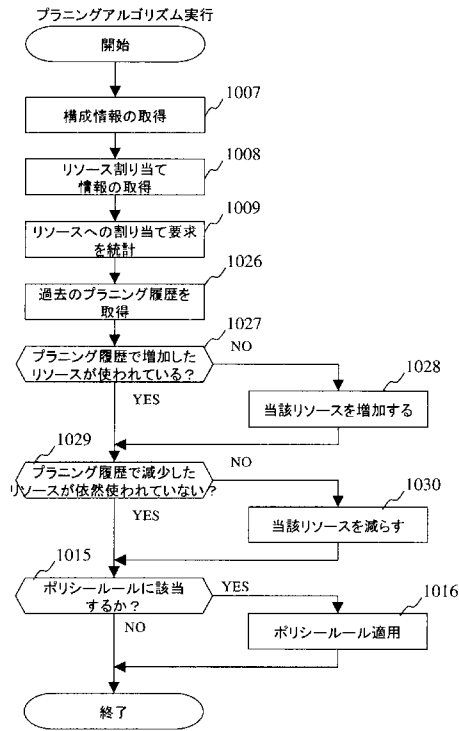 プラニングアルゴリズム実行
開始
1007
構成情報の取得
1008
リソース割り当て
情報の取得
1009
リソースへの割り当て要求
を統計
1026
過去のプラニング履歴を
取得
1027
プラニング履歴で増加した
リソースが使われている?
NO
YES
1028
当該リソースを増加する
1029
プラニング履歴で減少した
リソースが依然使われていない?
NO
YES
1030
当該リソースを減らす
1015
ポリシールールに該当
するか?
YES
NO
1016
ポリシールール適用
終了